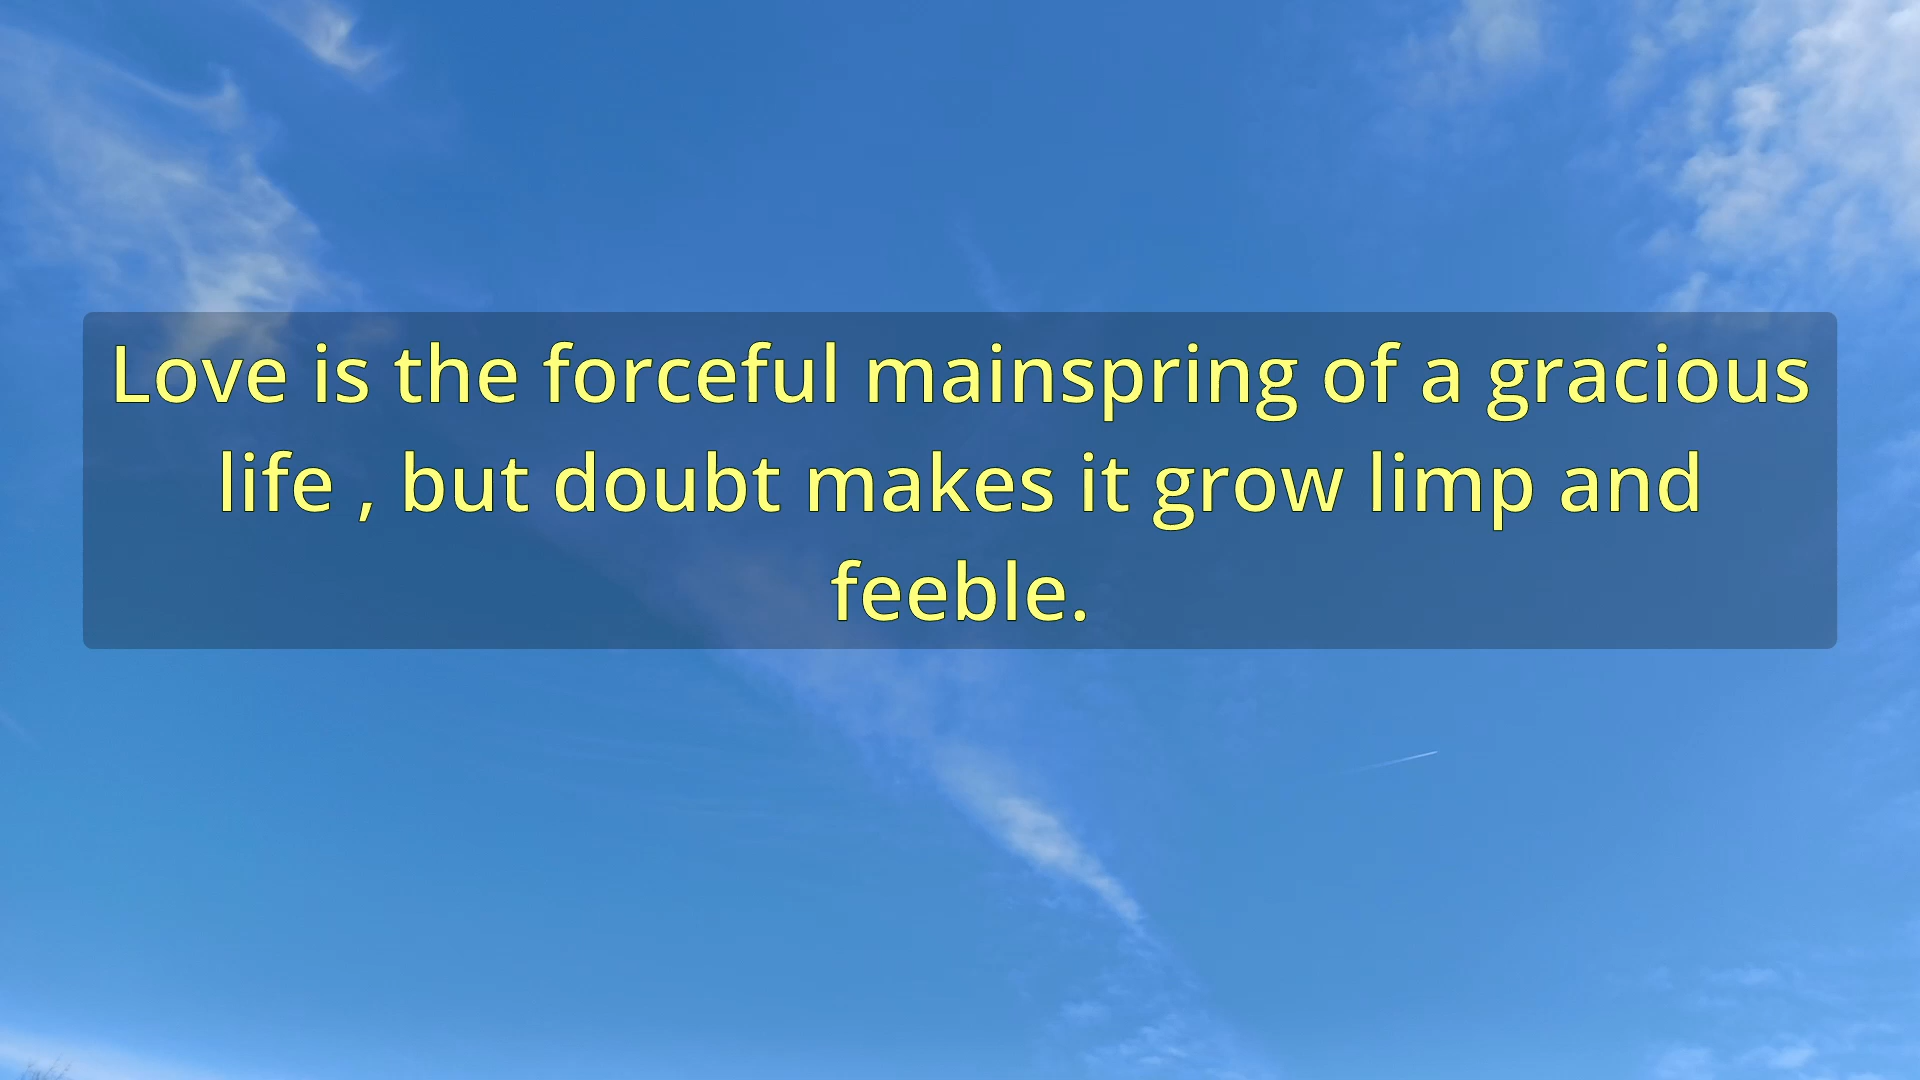 Love is the forceful mainspring of a gracious
life , but doubt makes it grow limp and
feeble.